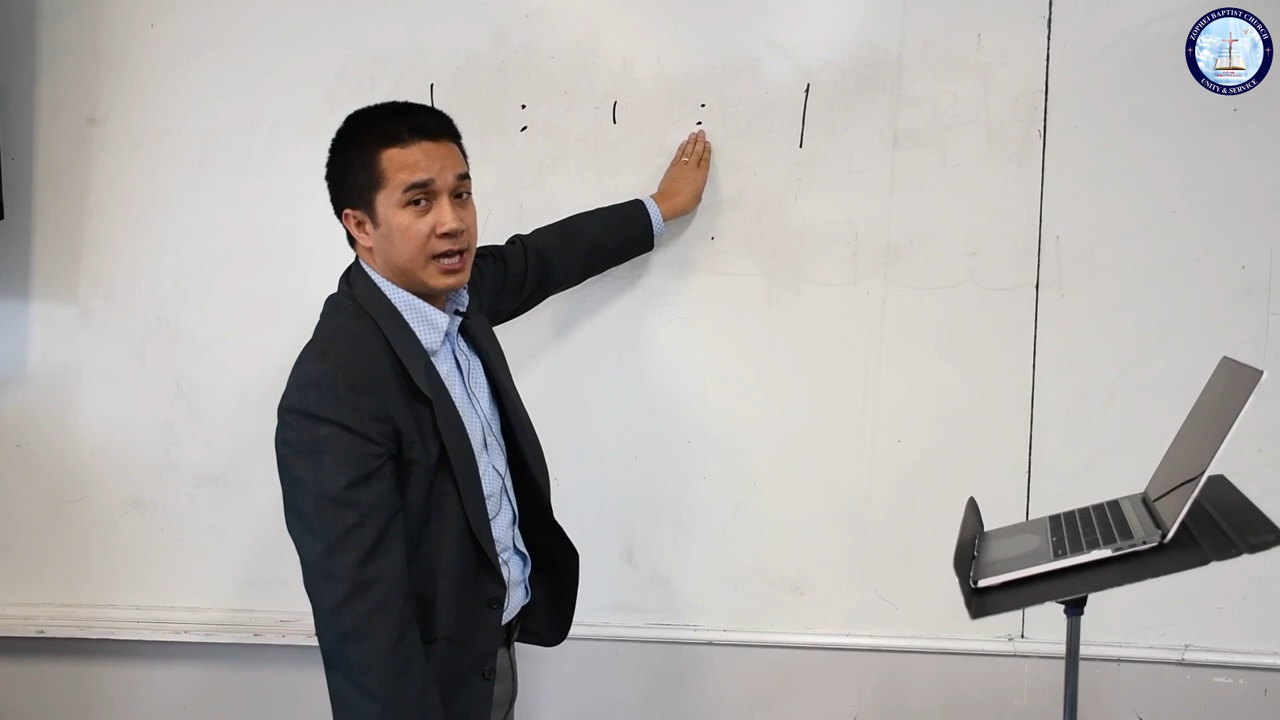 | : | : |
ZOPHEI BAPTIST CHURCH
UNITY & SERVICE